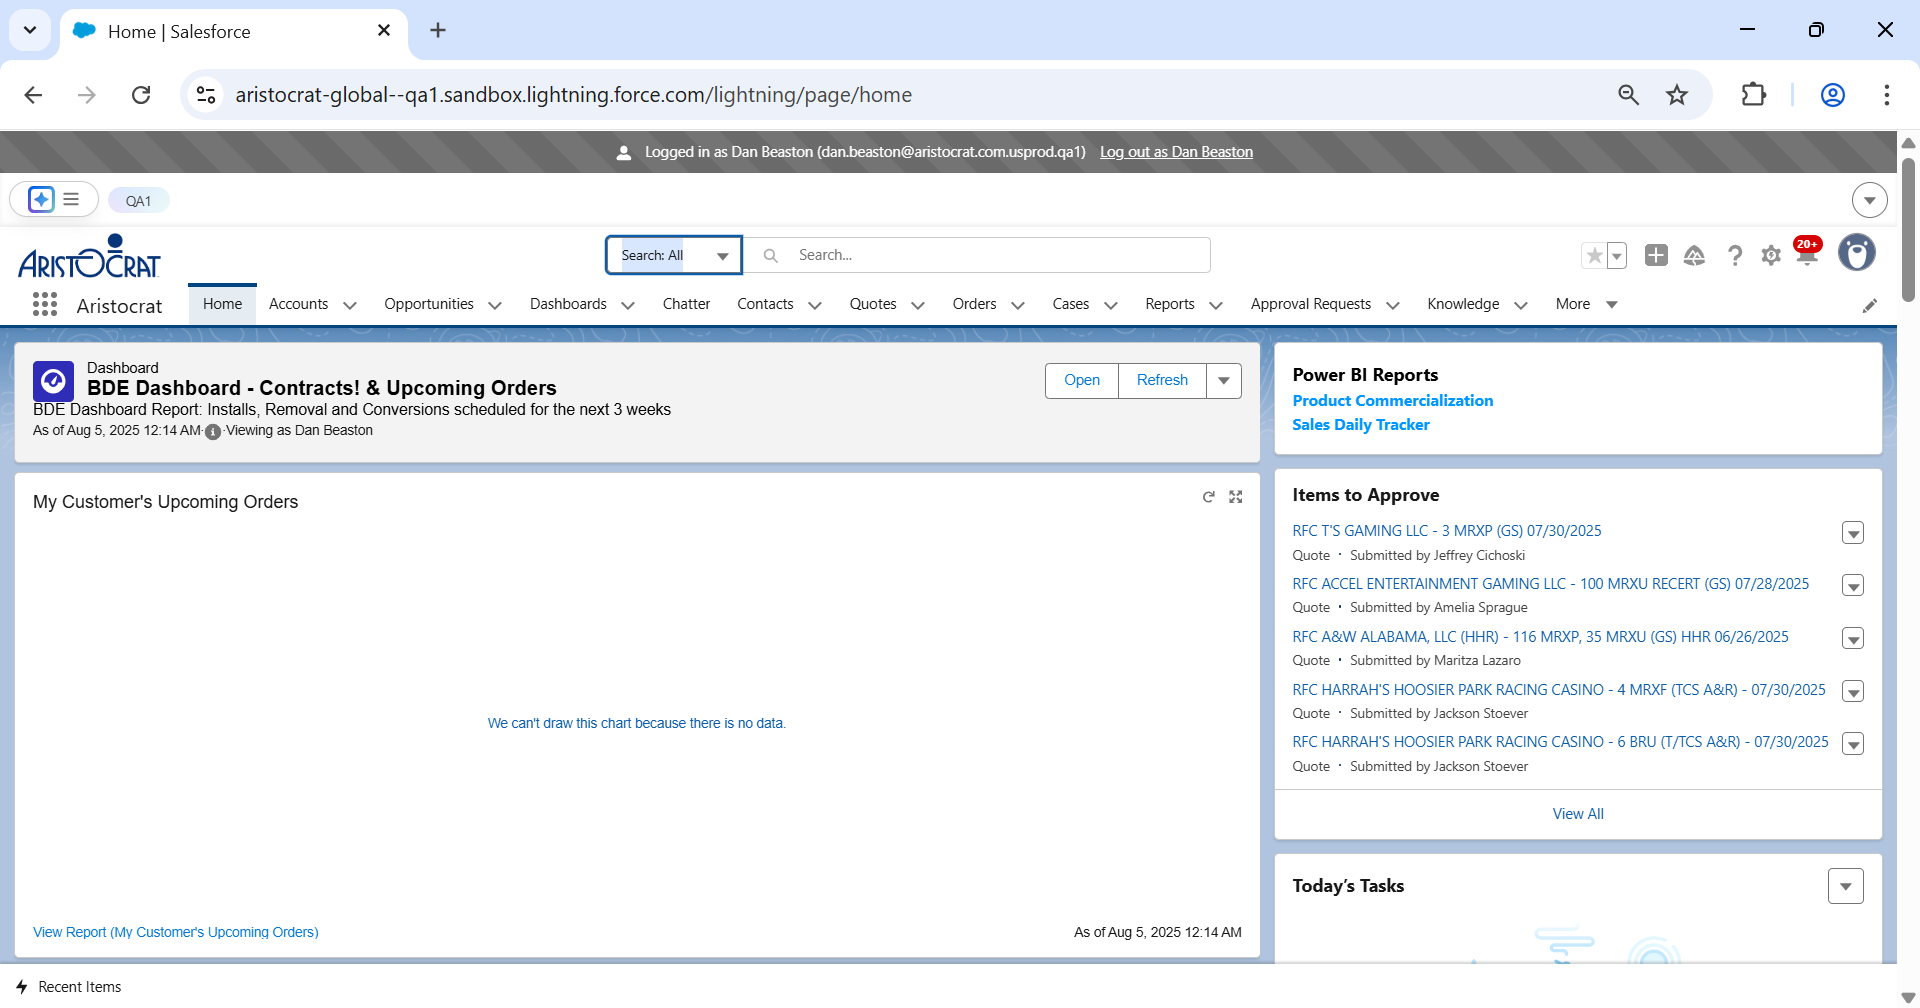 Home | Salesforce
aristocrat-global--qa1.sandbox.lightning.force.com/lightning/page/home
Logged in as Dan Beaston (dan.beaston@aristocrat.com.usprod.qa1) Log out as Dan Beaston
QA1
ARISTOCRAT
Search: All
Search...
20+
Aristocrat
Home
Accounts
Opportunities
Dashboards
Chatter
Contacts
Quotes
Orders
Cases
Reports
Approval Requests
Knowledge
More
Dashboard
BDE Dashboard - Contracts! & Upcoming Orders
BDE Dashboard Report: Installs, Removal and Conversions scheduled for the next 3 weeks
As of Aug 5, 2025 12:14 AM·Viewing as Dan Beaston
Open
Refresh
My Customer's Upcoming Orders
We can't draw this chart because there is no data.
View Report (My Customer's Upcoming Orders)
As of Aug 5, 2025 12:14 AM
Power BI Reports
Product Commercialization
Sales Daily Tracker
Items to Approve
RFC T'S GAMING LLC - 3 MRXP (GS) 07/30/2025
Quote · Submitted by Jeffrey Cichoski
RFC ACCEL ENTERTAINMENT GAMING LLC - 100 MRXU RECERT (GS) 07/28/2025
Quote · Submitted by Amelia Sprague
RFC A&W ALABAMA, LLC (HHR) - 116 MRXP, 35 MRXU (GS) HHR 06/26/2025
Quote · Submitted by Maritza Lazaro
RFC HARRAH'S HOOSIER PARK RACING CASINO - 4 MRXF (TCS A&R) - 07/30/2025
Quote · Submitted by Jackson Stoever
RFC HARRAH'S HOOSIER PARK RACING CASINO - 6 BRU (T/TCS A&R) - 07/30/2025
Quote · Submitted by Jackson Stoever
View All
Today's Tasks
Recent Items